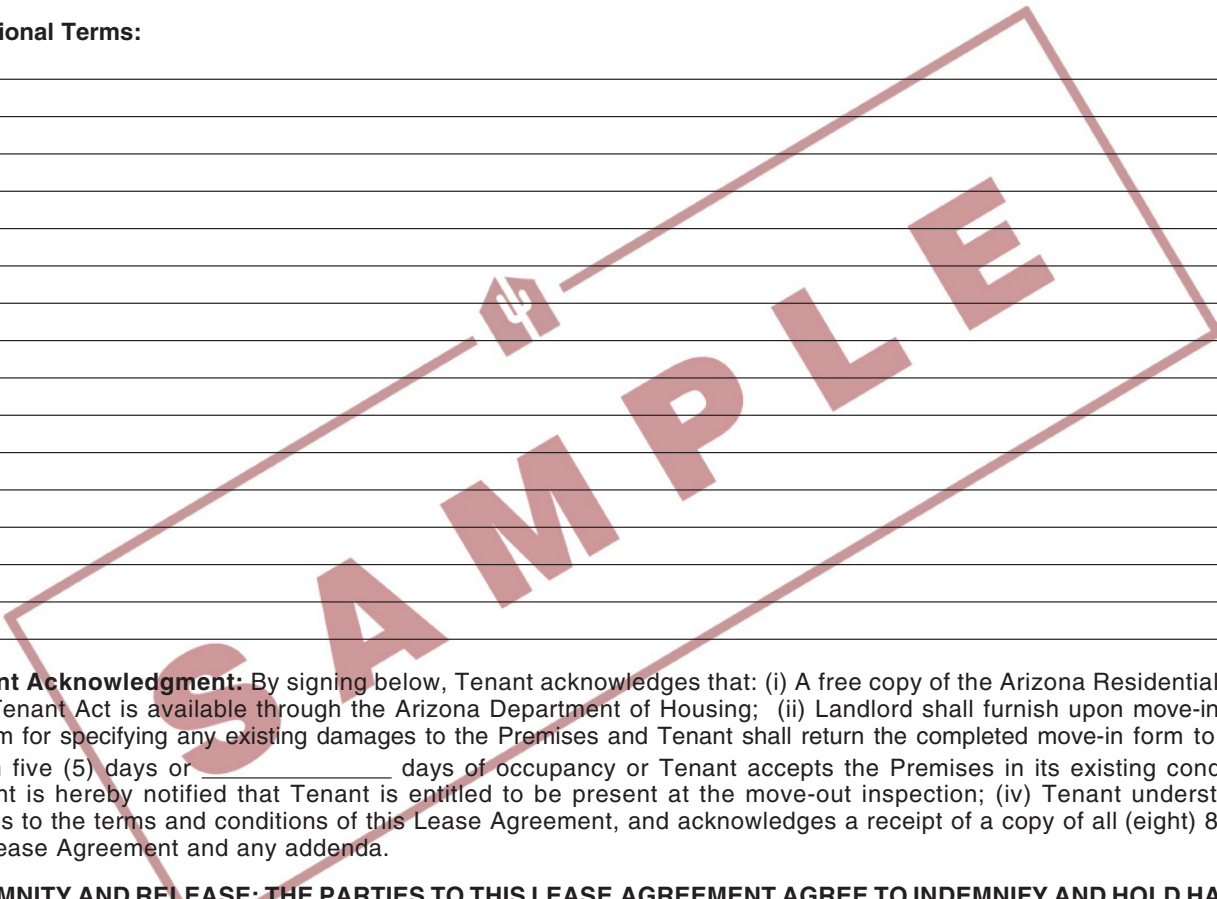 ional Terms:
SAMPLE
nt Acknowledgment: By signing below, Tenant acknowledges that: (i) A free copy of the Arizona Residential
Tenant Act is available through the Arizona Department of Housing; (ii) Landlord shall furnish upon move-in
m for specifying any existing damages to the Premises and Tenant shall return the completed move-in form to
n five (5) days or ______________ days of occupancy or Tenant accepts the Premises in its existing cond
nt is hereby notified that Tenant is entitled to be present at the move-out inspection; (iv) Tenant underst
s to the terms and conditions of this Lease Agreement, and acknowledges a receipt of a copy of all (eight) 8
ease Agreement and any addenda.
MNITY AND RELEASE: THE PARTIES TO THIS LEASE AGREEMENT AGREE TO INDEMNIFY AND HOLD HA